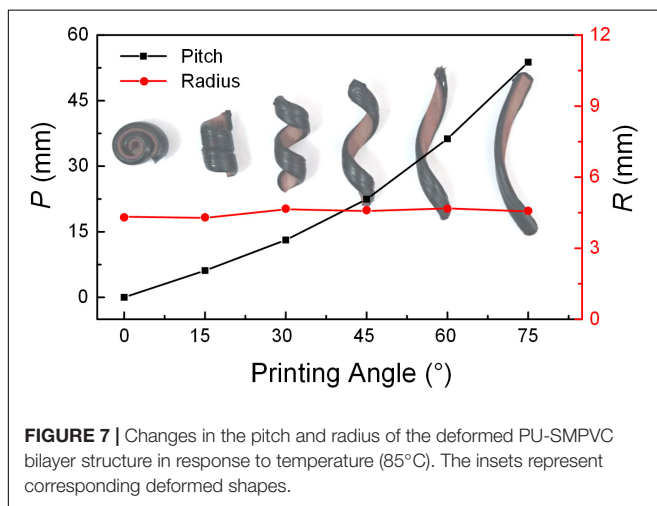 Pitch
Radius
P (mm)
60
45
30
15
0
R (mm)
12
9
6
3
0
0 15 30 45 60 75
Printing Angle (°)
FIGURE 7 | Changes in the pitch and radius of the deformed PU-SMPVC
bilayer structure in response to temperature (85°C). The insets represent
corresponding deformed shapes.